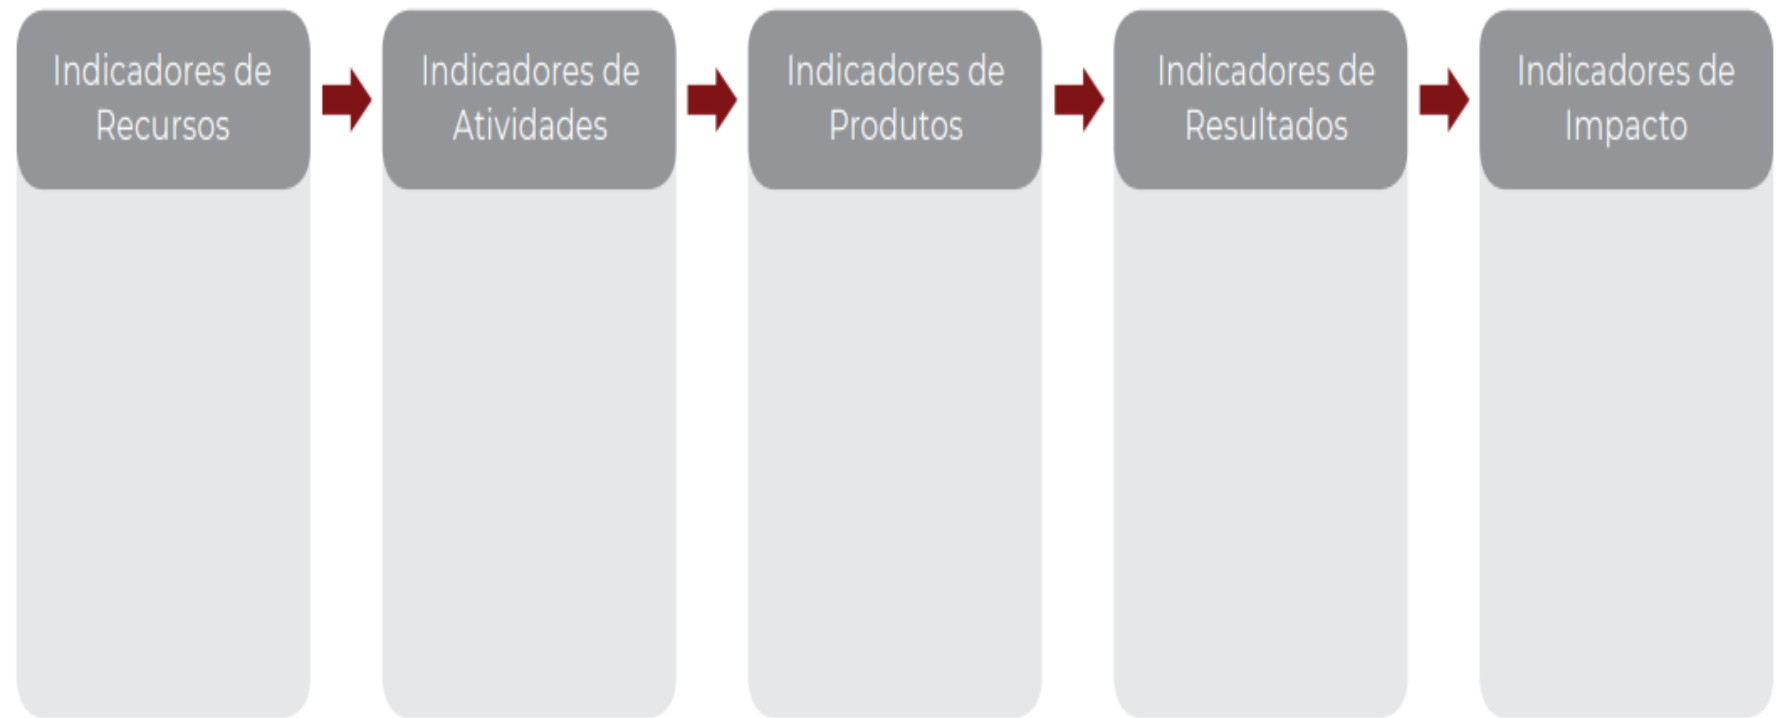 Indicadores de
Recursos
Indicadores de
Atividades
Indicadores de
Produtos
Indicadores de
Resultados
Indicadores de
Impacto